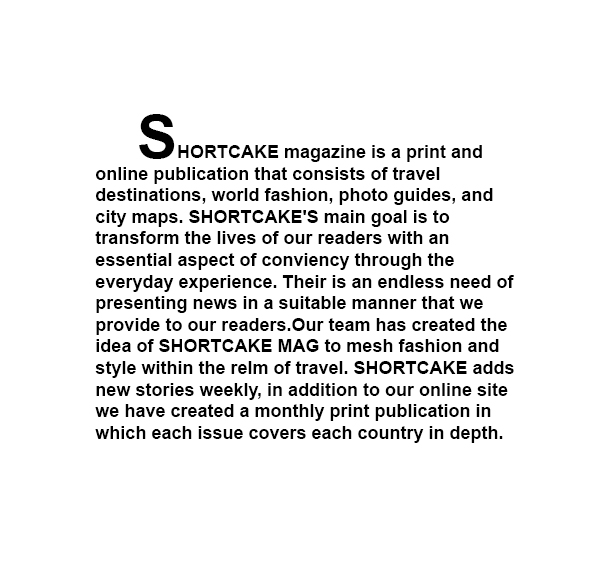 SHORTCAKE magazine is a print and
online publication that consists of travel
destinations, world fashion, photo guides, and
city maps. SHORTCAKE'S main goal is to
transform the lives of our readers with an
essential aspect of conviency through the
everyday experience. Their is an endless need of
presenting news in a suitable manner that we
provide to our readers.Our team has created the
idea of SHORTCAKE MAG to mesh fashion and
style within the relm of travel. SHORTCAKE adds
new stories weekly, in addition to our online site
we have created a monthly print publication in
which each issue covers each country in depth.